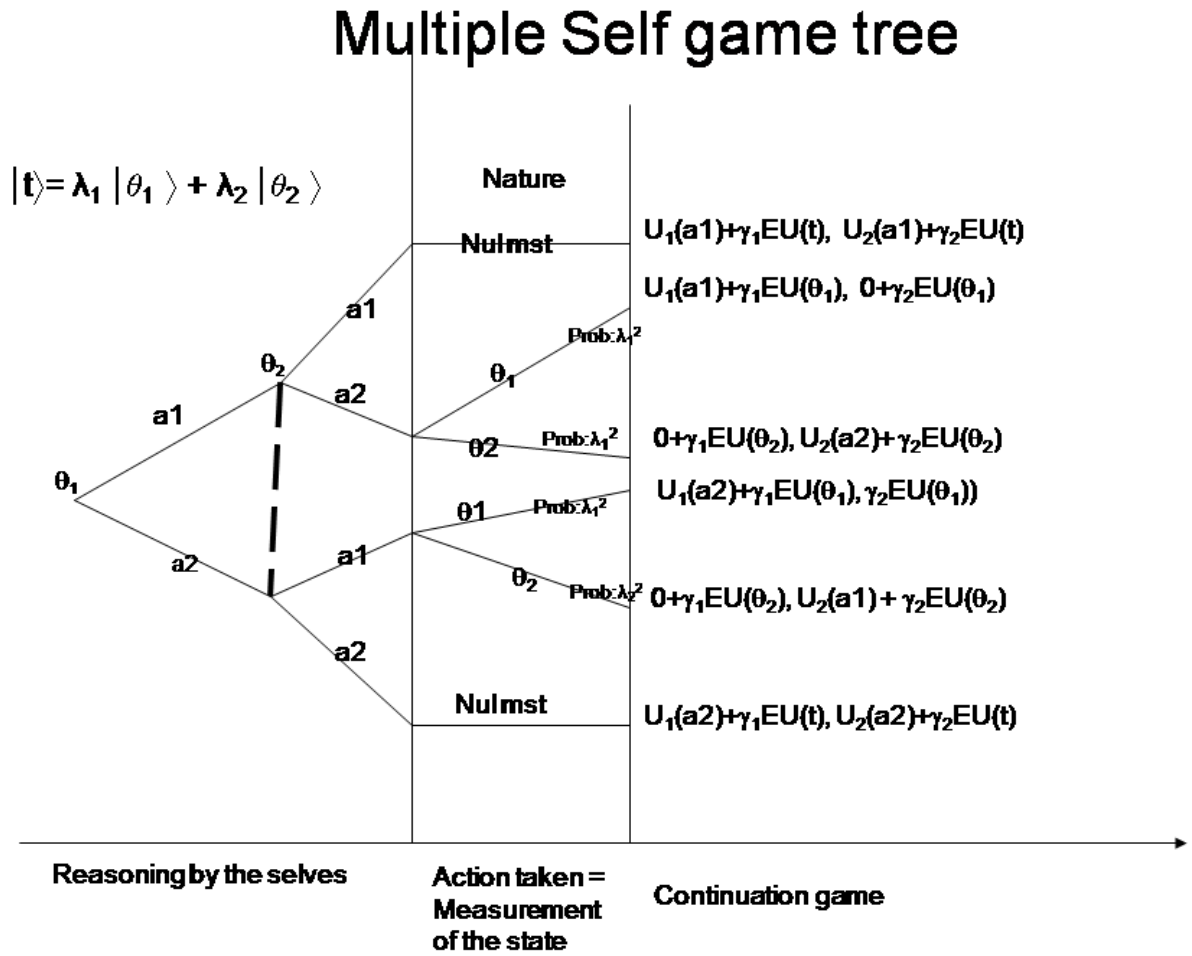 Multiple Self game tree
|t⟩= λ₁ |θ₁ ⟩ + λ₂ |θ₂ ⟩
Nature
Nulmst
U₁(a1)+γ₁EU(t), U₂(a1)+γ₂EU(t)
a1
U₁(a1)+γ₁EU(θ₁), 0+γ₂EU(θ₁)
Prob:λ₁²
θ₁
θ₂
a2
a1
θ2
Prob:λ₁²
0+γ₁EU(θ₂), U₂(a2)+γ₂EU(θ₂)
θ₁
U₁(a2)+γ₁EU(θ₁), γ₂EU(θ₁))
θ1
Prob:λ₁²
a2
a1
θ₂
Prob:λ₂²
0+γ₁EU(θ₂), U₂(a1) + γ₂EU(θ₂)
a2
Nulmst
U₁(a2)+γ₁EU(t), U₂(a2)+γ₂EU(t)
Reasoning by the selves
Action taken =
Measurement
of the state
Continuation game